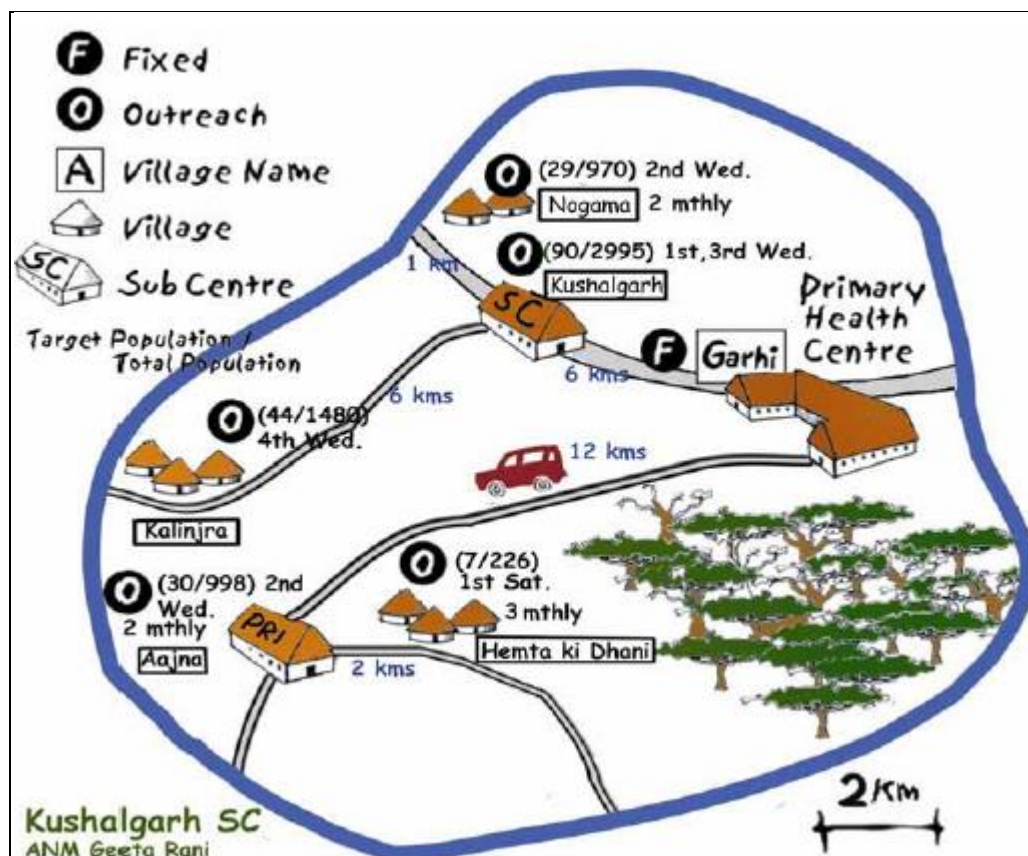 F Fixed
O Outreach
A Village Name
Village
SC Sub Centre
Target Population /
Total Population
O (29/970) 2nd Wed.
Nogama 2 mthly
1 km
O (90/2995) 1st, 3rd Wed.
Kushalgarh
SC
Primary
Health
Centre
F Garhi
6 kms
6 kms
O (44/1480)
4th Wed.
12 kms
Kalinjra
O (30/998) 2nd
Wed.
2 mthly
Aajna
PRI
O (7/226)
1st Sat.
3 mthly
Hemta ki Dhani
2 kms
2 Km
Kushalgarh SC
ANM Geeta Rani